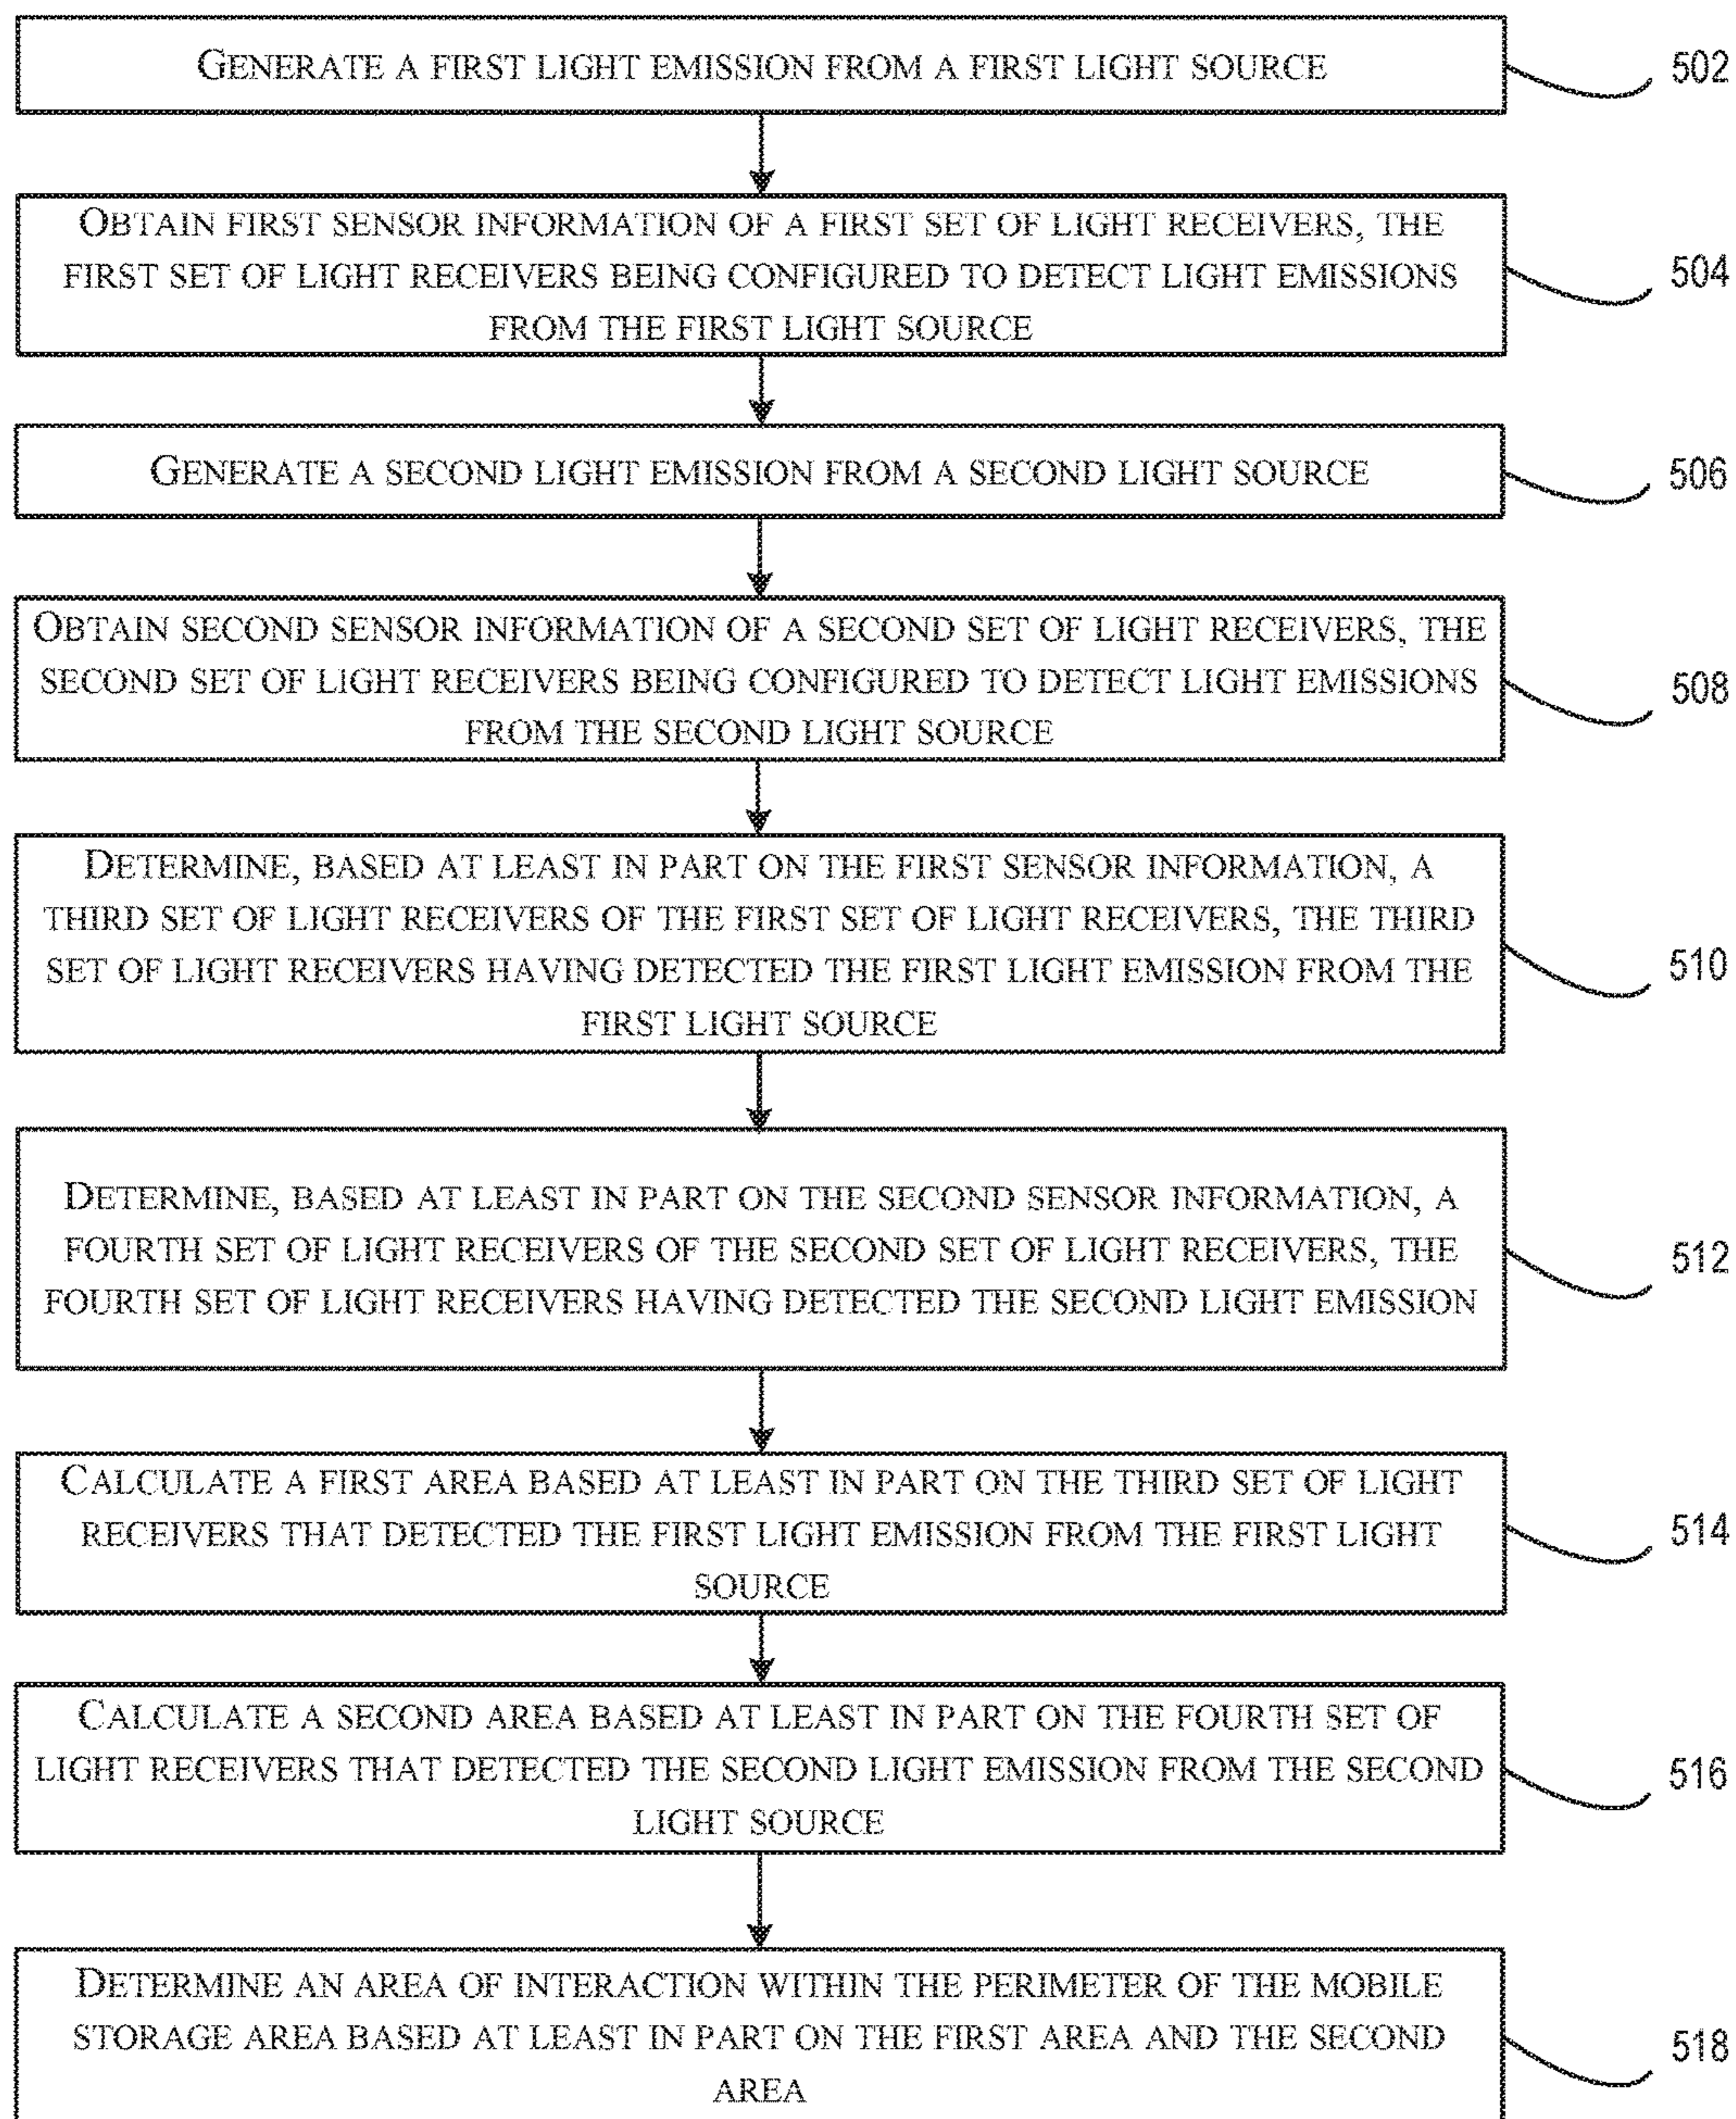 GENERATE A FIRST LIGHT EMISSION FROM A FIRST LIGHT SOURCE
502
OBTAIN FIRST SENSOR INFORMATION OF A FIRST SET OF LIGHT RECEIVERS, THE
FIRST SET OF LIGHT RECEIVERS BEING CONFIGURED TO DETECT LIGHT EMISSIONS
FROM THE FIRST LIGHT SOURCE
504
GENERATE A SECOND LIGHT EMISSION FROM A SECOND LIGHT SOURCE
506
OBTAIN SECOND SENSOR INFORMATION OF A SECOND SET OF LIGHT RECEIVERS, THE
SECOND SET OF LIGHT RECEIVERS BEING CONFIGURED TO DETECT LIGHT EMISSIONS
FROM THE SECOND LIGHT SOURCE
508
DETERMINE, BASED AT LEAST IN PART ON THE FIRST SENSOR INFORMATION, A
THIRD SET OF LIGHT RECEIVERS OF THE FIRST SET OF LIGHT RECEIVERS, THE THIRD
SET OF LIGHT RECEIVERS HAVING DETECTED THE FIRST LIGHT EMISSION FROM THE
FIRST LIGHT SOURCE
510
DETERMINE, BASED AT LEAST IN PART ON THE SECOND SENSOR INFORMATION, A
FOURTH SET OF LIGHT RECEIVERS OF THE SECOND SET OF LIGHT RECEIVERS, THE
FOURTH SET OF LIGHT RECEIVERS HAVING DETECTED THE SECOND LIGHT EMISSION
512
CALCULATE A FIRST AREA BASED AT LEAST IN PART ON THE THIRD SET OF LIGHT
RECEIVERS THAT DETECTED THE FIRST LIGHT EMISSION FROM THE FIRST LIGHT
SOURCE
514
CALCULATE A SECOND AREA BASED AT LEAST IN PART ON THE FOURTH SET OF
LIGHT RECEIVERS THAT DETECTED THE SECOND LIGHT EMISSION FROM THE SECOND
LIGHT SOURCE
516
DETERMINE AN AREA OF INTERACTION WITHIN THE PERIMETER OF THE MOBILE
STORAGE AREA BASED AT LEAST IN PART ON THE FIRST AREA AND THE SECOND
AREA
518